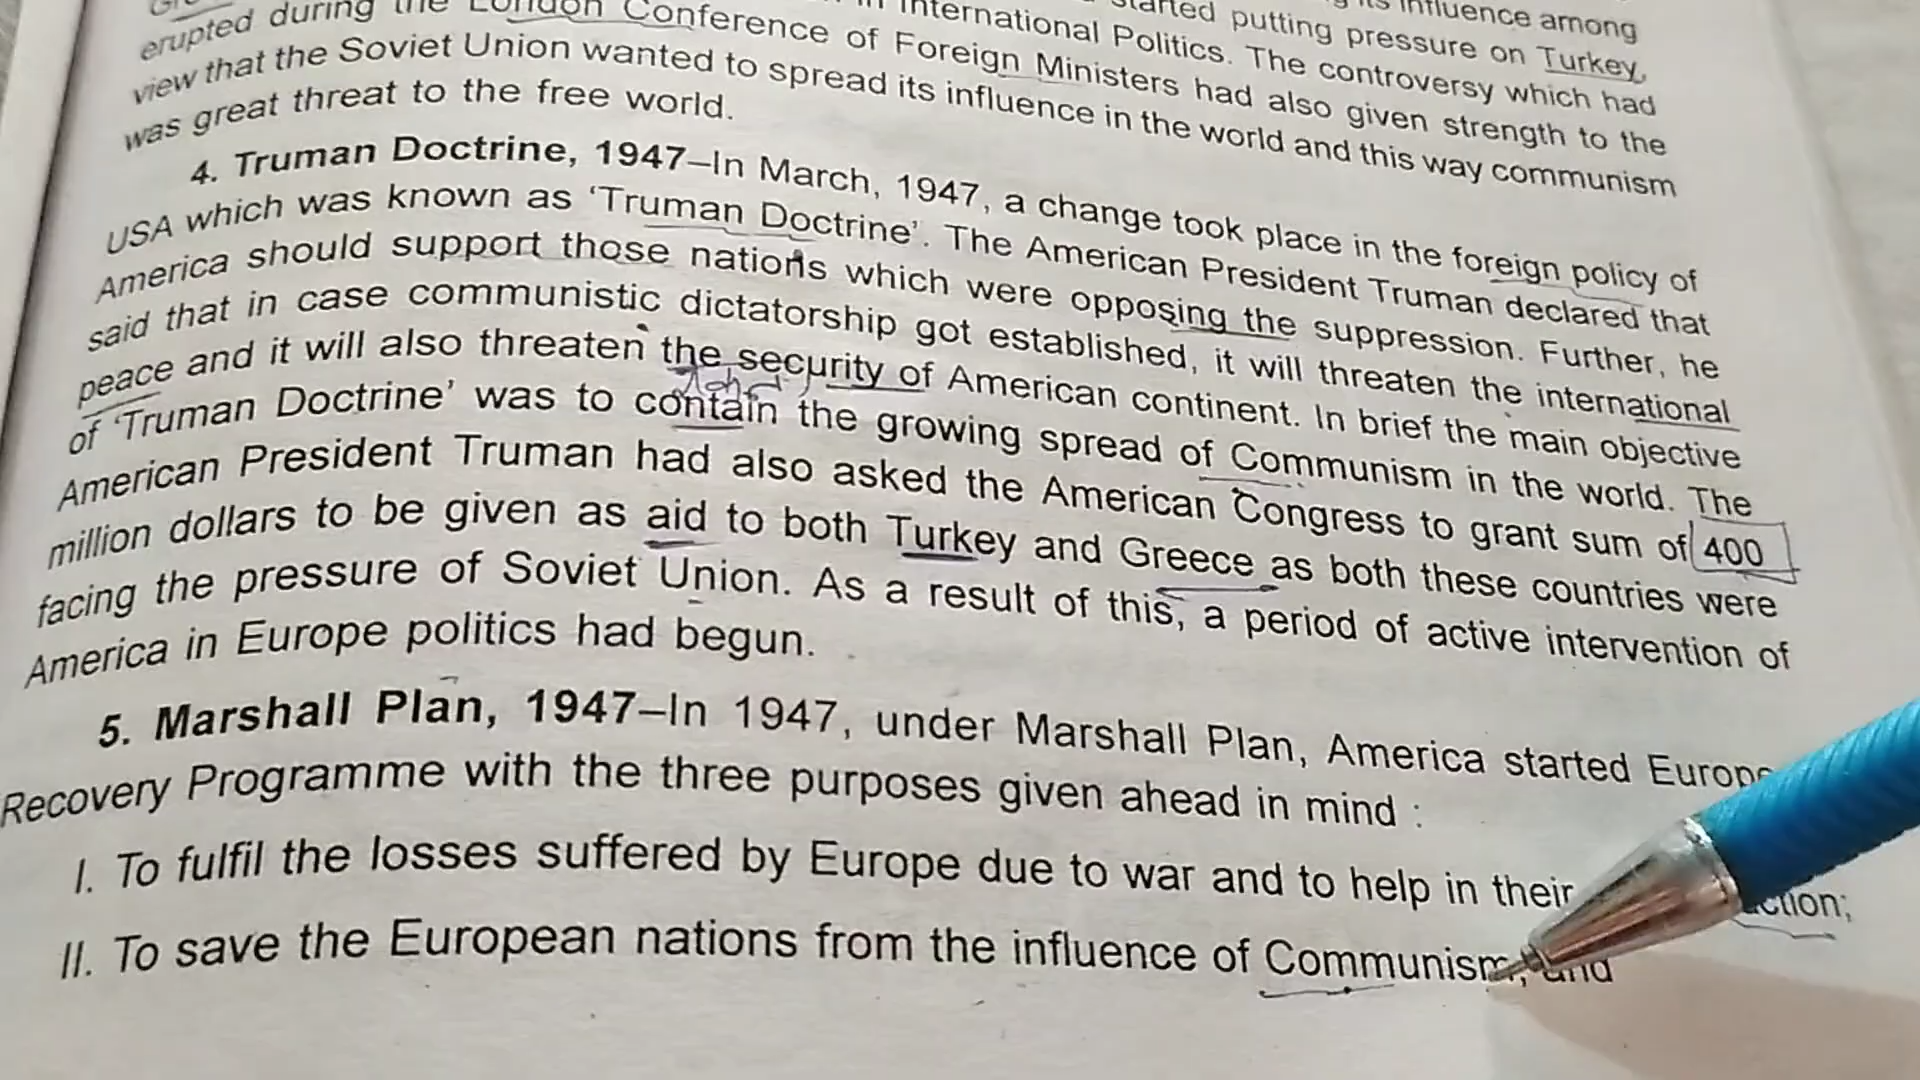 its influence among
started putting pressure on Turkey,
in International Politics. The controversy which had
erupted during the London Conference of Foreign Ministers had also given strength to the
view that the Soviet Union wanted to spread its influence in the world and this way communism
was great threat to the free world.
4. Truman Doctrine, 1947–In March, 1947, a change took place in the foreign policy of
USA which was known as ‘Truman Doctrine’. The American President Truman declared that
America should support those nations which were opposing the suppression. Further, he
said that in case communistic dictatorship got established, it will threaten the international
peace and it will also threaten the security of American continent. In brief the main objective
of ‘Truman Doctrine’ was to contain the growing spread of Communism in the world. The
American President Truman had also asked the American Congress to grant sum of 400
million dollars to be given as aid to both Turkey and Greece as both these countries were
facing the pressure of Soviet Union. As a result of this, a period of active intervention of
America in Europe politics had begun.
5. Marshall Plan, 1947–In 1947, under Marshall Plan, America started
Recovery Programme with the three purposes given ahead in mind :
I. To fulfil the losses suffered by Europe due to war and to help in their
II. To save the European nations from the influence of Communism, and